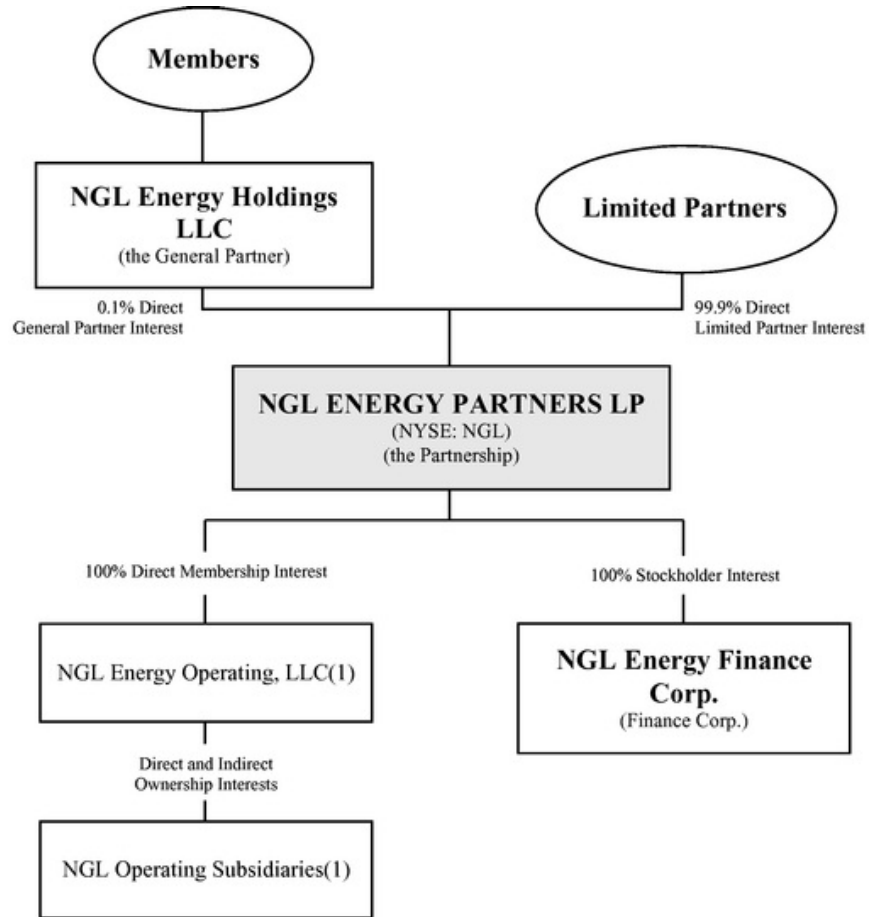 Members
NGL Energy Holdings
LLC
(the General Partner)
Limited Partners
0.1% Direct
General Partner Interest
99.9% Direct
Limited Partner Interest
NGL ENERGY PARTNERS LP
(NYSE: NGL)
(the Partnership)
100% Direct Membership Interest
100% Stockholder Interest
NGL Energy Operating, LLC(1)
NGL Energy Finance
Corp.
(Finance Corp.)
Direct and Indirect
Ownership Interests
NGL Operating Subsidiaries(1)